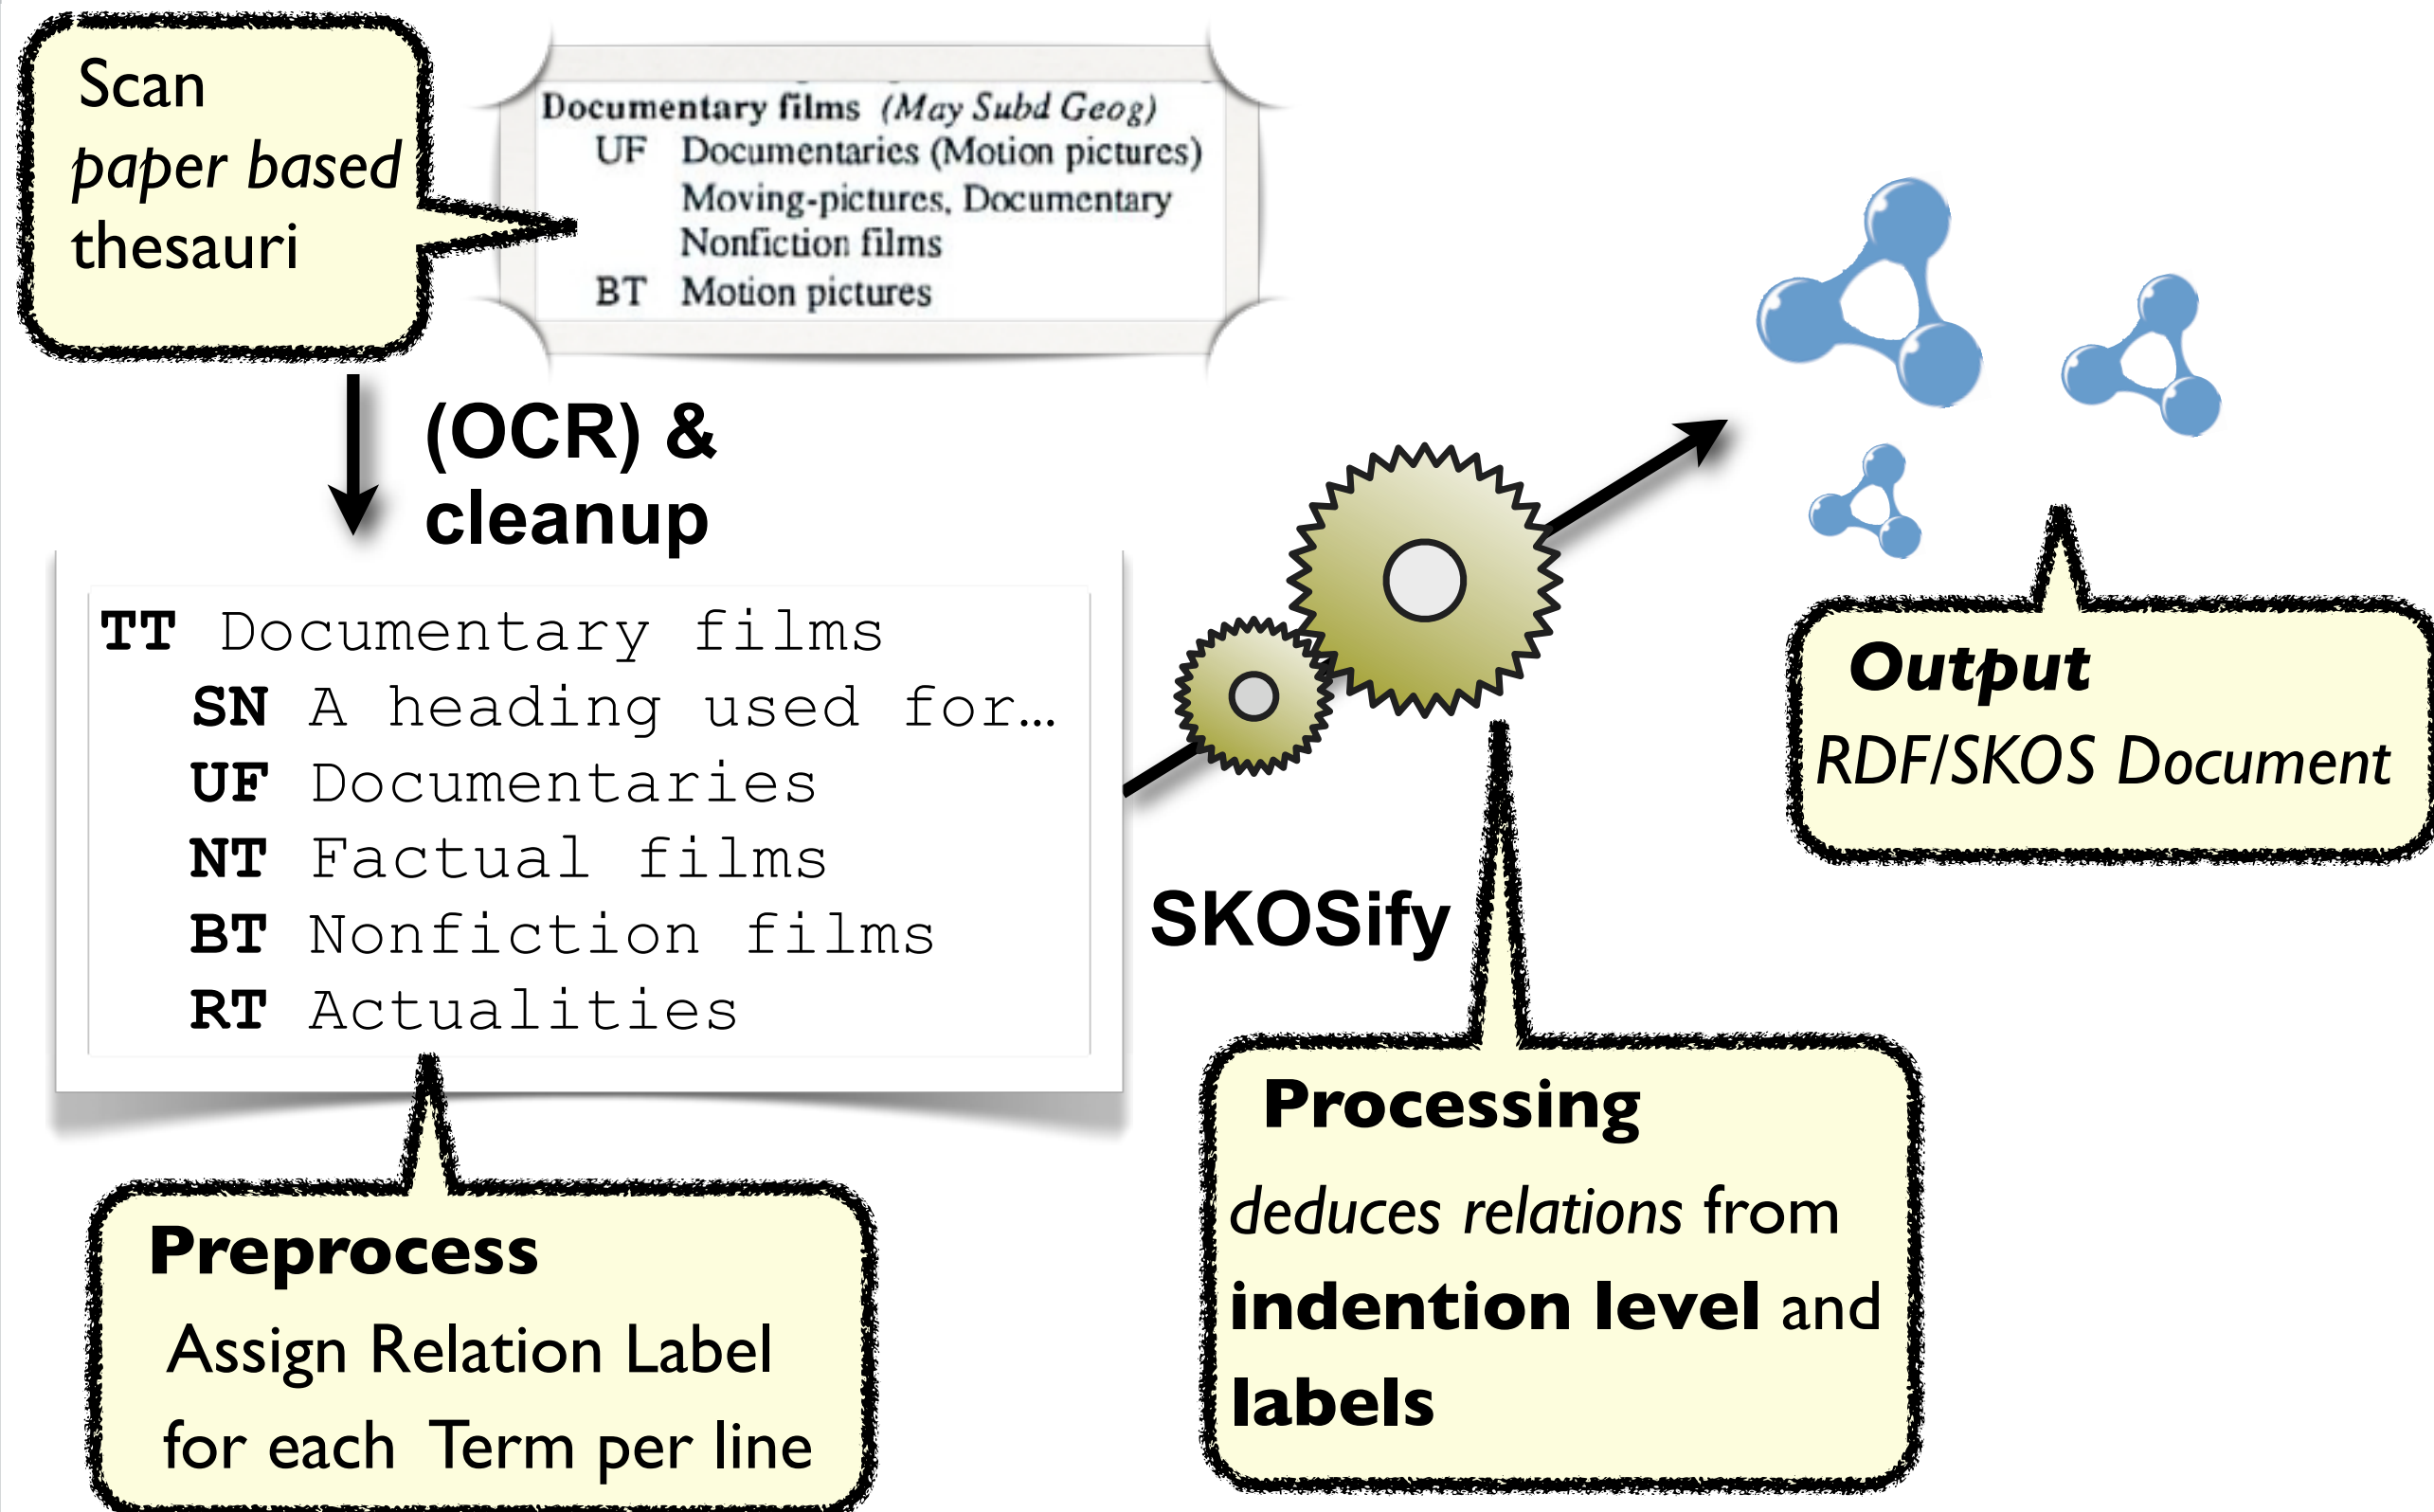 Scan
paper based
thesauri
Documentary films (May Subd Geog)
UF Documentaries (Motion pictures)
Moving-pictures, Documentary
Nonfiction films
BT Motion pictures
(OCR) &
cleanup
TT Documentary films
SN A heading used for…
UF Documentaries
NT Factual films
BT Nonfiction films
RT Actualities
Preprocess
Assign Relation Label
for each Term per line
SKOSify
Processing
deduces relations from
indention level and
labels
Output
RDF/SKOS Document